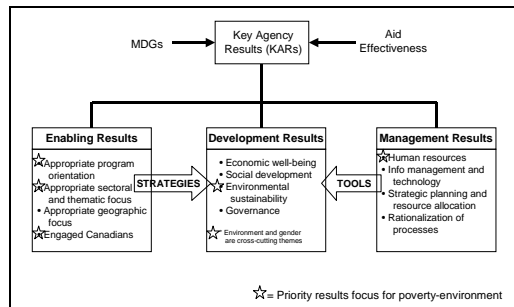 MDGs
Key Agency
Results (KARs)
Aid
Effectiveness
Enabling Results
Appropriate program
orientation
Appropriate sectoral
and thematic focus
• Appropriate geographic
focus
Engaged Canadians
STRATEGIES
Development Results
• Economic well-being
• Social development
Environmental
sustainability
• Governance
Environment and gender
are cross-cutting themes
TOOLS
Management Results
Human resources
• Info management and
technology
• Strategic planning and
resource allocation
• Rationalization of
processes
= Priority results focus for poverty-environment